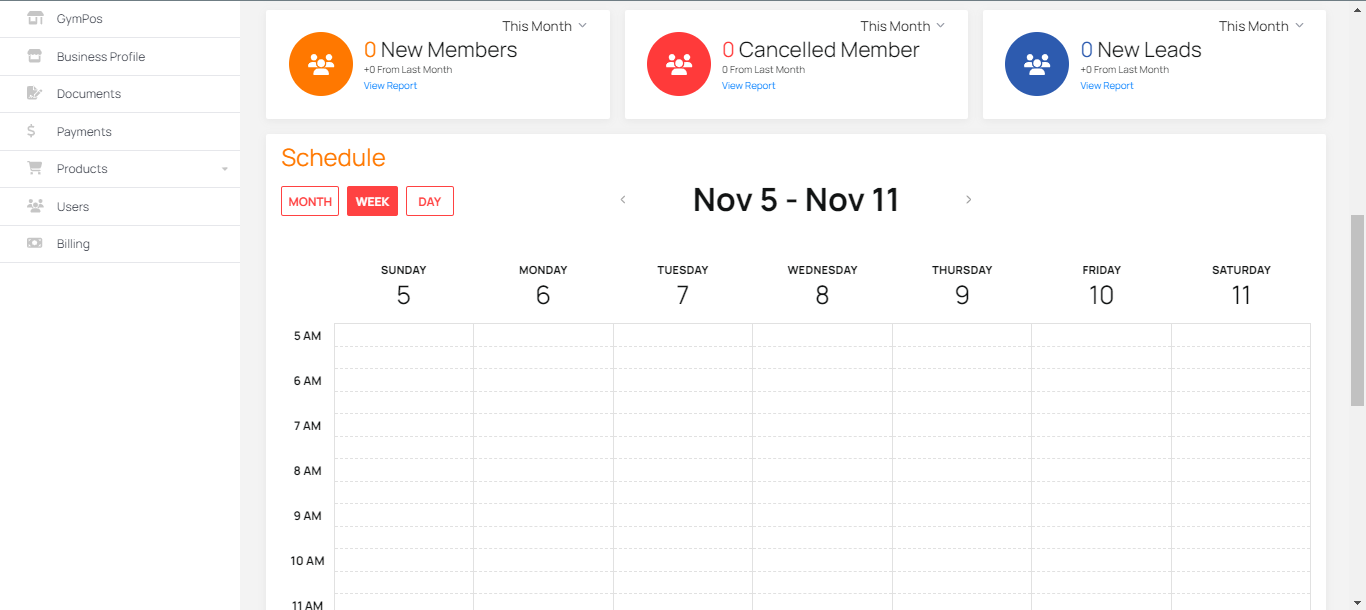 GymPos
Business Profile
Documents
Payments
Products
Users
Billing
This Month
0 New Members
+0 From Last Month
View Report
This Month
0 Cancelled Member
0 From Last Month
View Report
This Month
0 New Leads
+0 From Last Month
View Report
Schedule
MONTH WEEK DAY
Nov 5 - Nov 11
SUNDAY MONDAY TUESDAY WEDNESDAY THURSDAY FRIDAY SATURDAY
5 6 7 8 9 10 11
5 AM
6 AM
7 AM
8 AM
9 AM
10 AM
11 AM